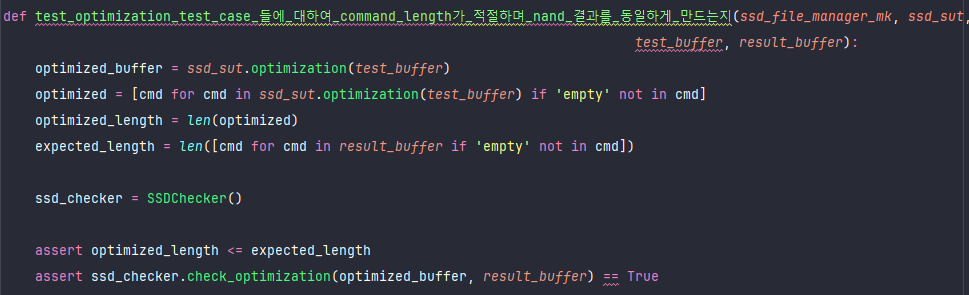 def test_optimization_test_case_들에_대하여_command_length가_적절하며_nand_결과를_동일하게_만드는지(ssd_file_manager_mk, ssd_sut,
test_buffer, result_buffer):
optimized_buffer = ssd_sut.optimization(test_buffer)
optimized = [cmd for cmd in ssd_sut.optimization(test_buffer) if 'empty' not in cmd]
optimized_length = len(optimized)
expected_length = len([cmd for cmd in result_buffer if 'empty' not in cmd])
ssd_checker = SSDChecker()
assert optimized_length <= expected_length
assert ssd_checker.check_optimization(optimized_buffer, result_buffer) == True